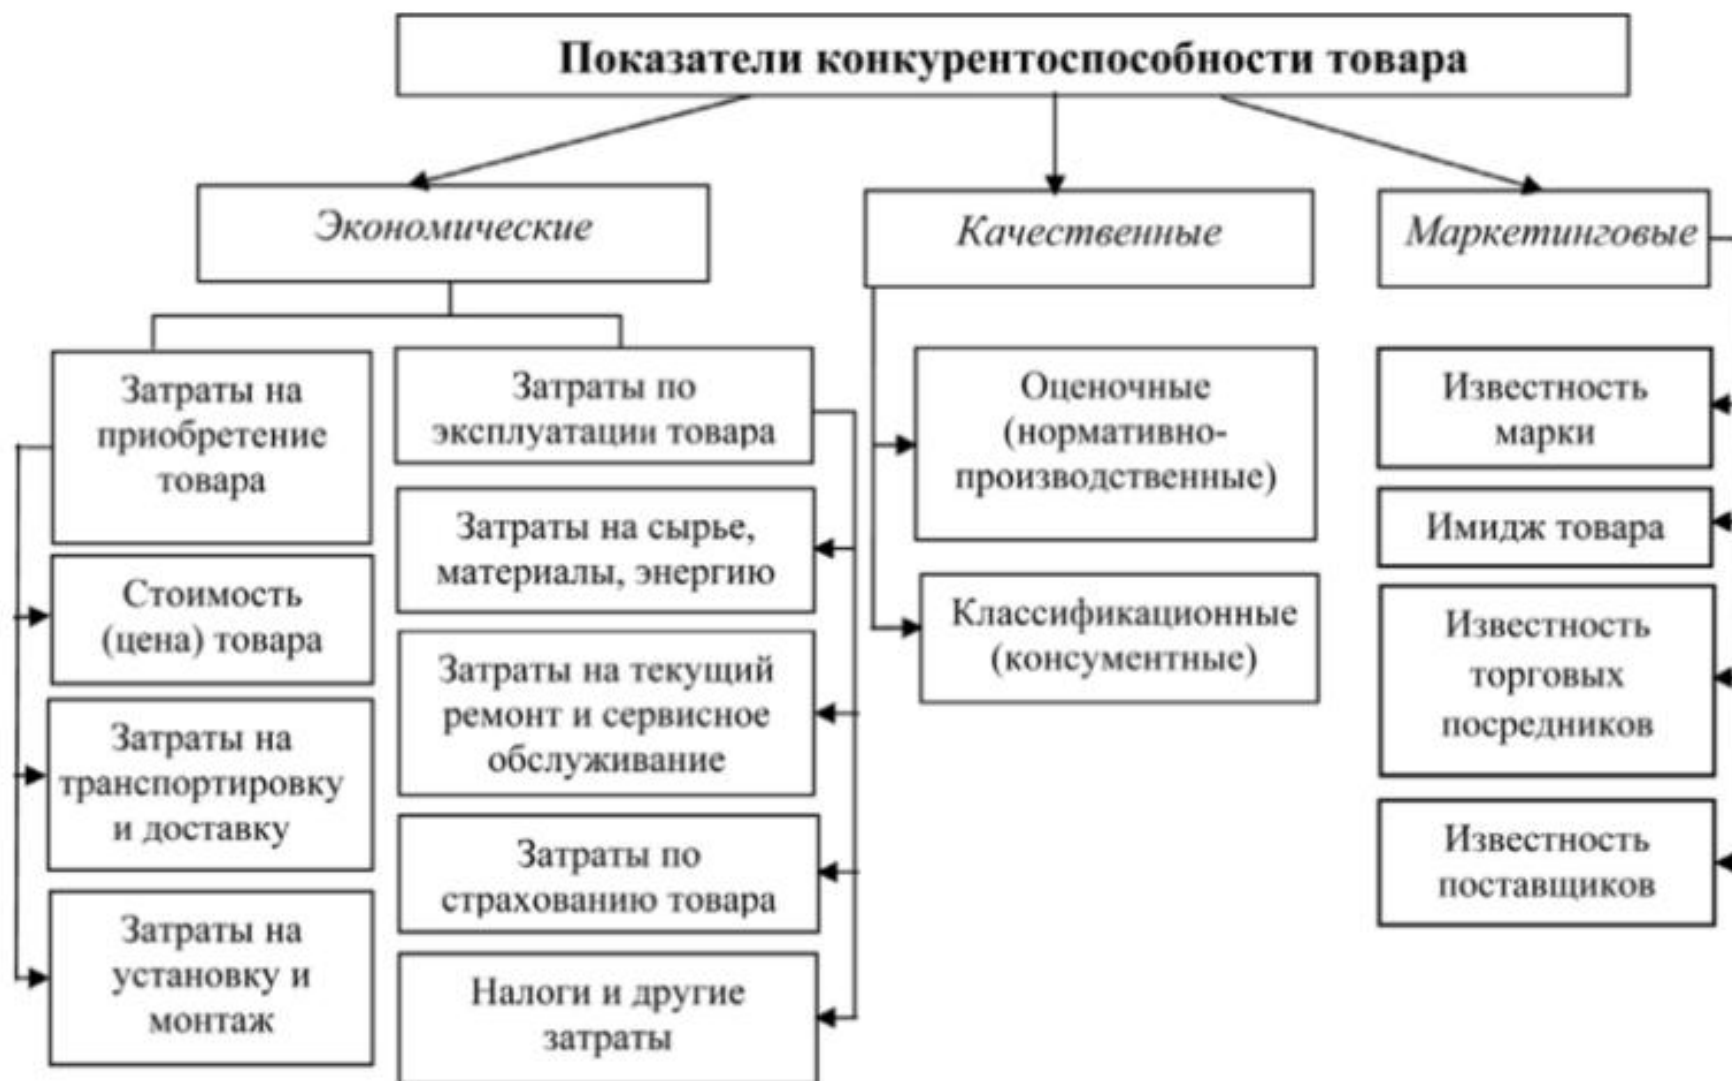 Показатели конкурентоспособности товара
Экономические
Качественные
Маркетинговые
Затраты на
приобретение
товара
Стоимость
(цена) товара
Затраты на
транспортировку
и доставку
Затраты на
установку и
монтаж
Затраты по
эксплуатации товара
Затраты на сырье,
материалы, энергию
Затраты на текущий
ремонт и сервисное
обслуживание
Затраты по
страхованию товара
Налоги и другие
затраты
Оценочные
(нормативно-
производственные)
Классификационные
(консументные)
Известность
марки
Имидж товара
Известность
торговых
посредников
Известность
поставщиков